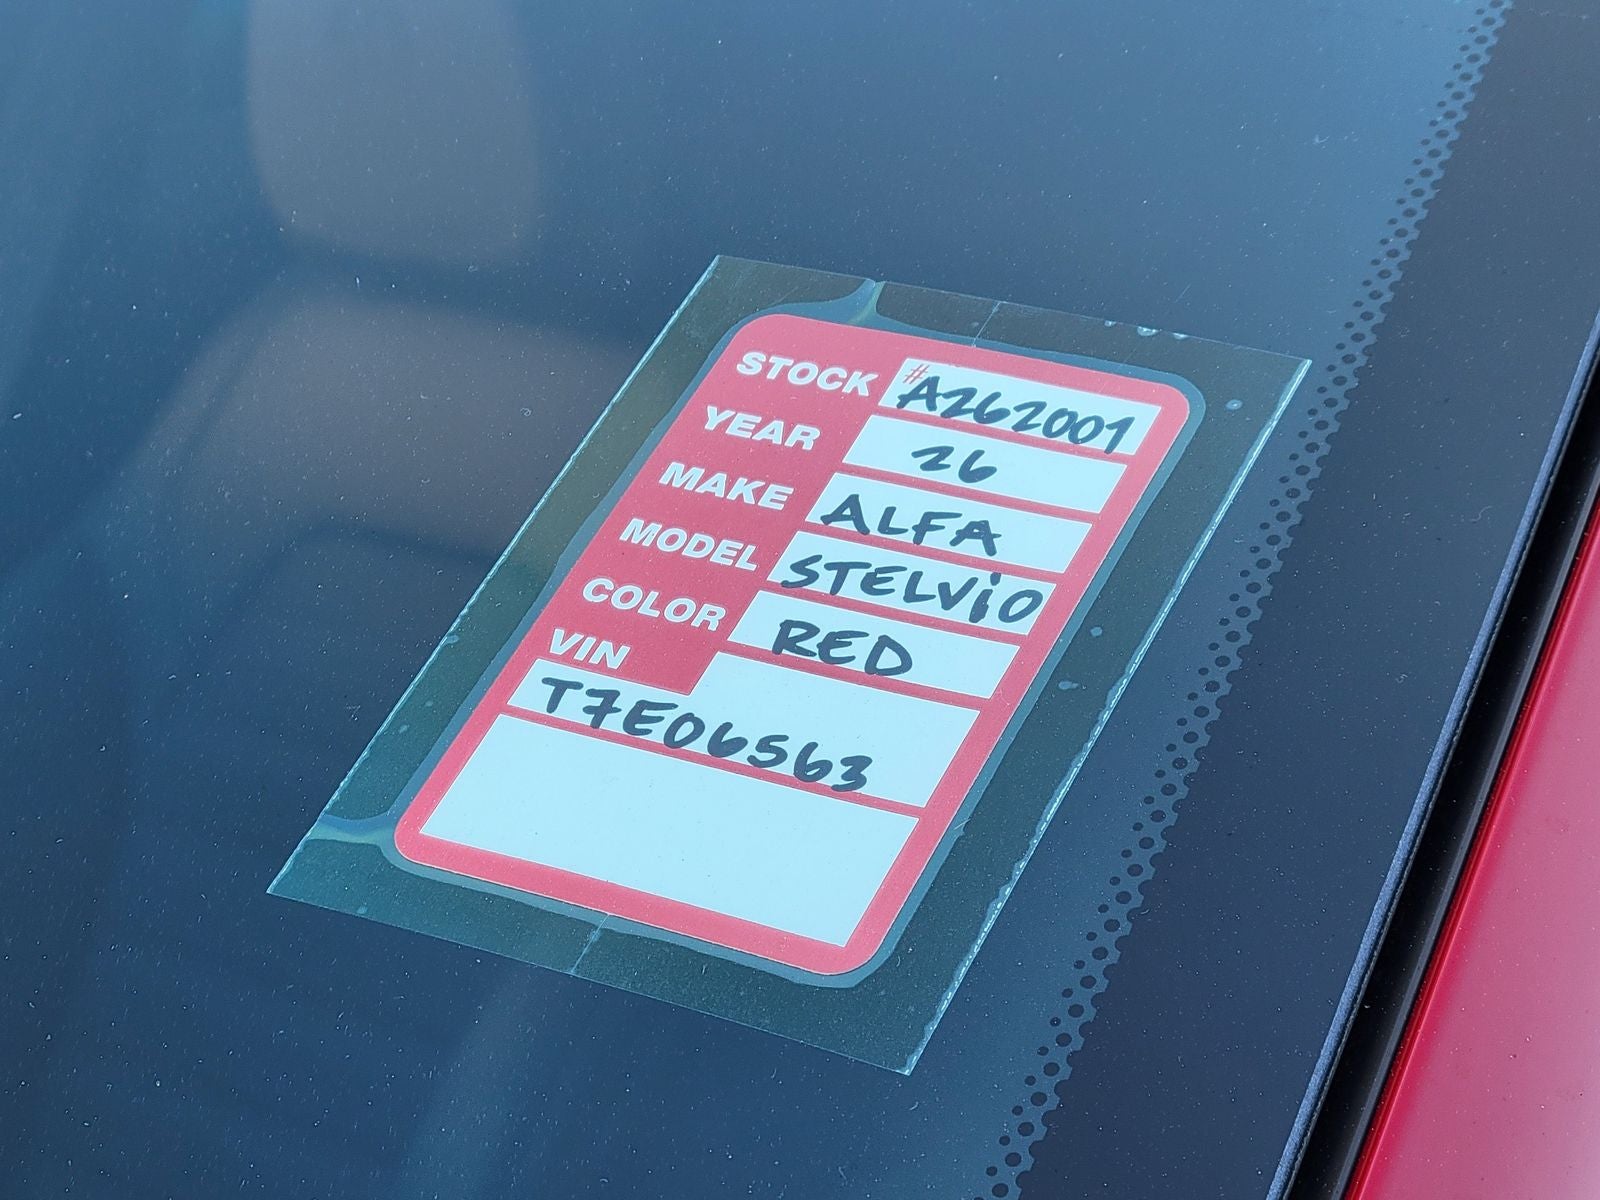 STOCK #A262001
YEAR 26
MAKE ALFA
MODEL STELViO
COLOR RED
VIN
T7E06563